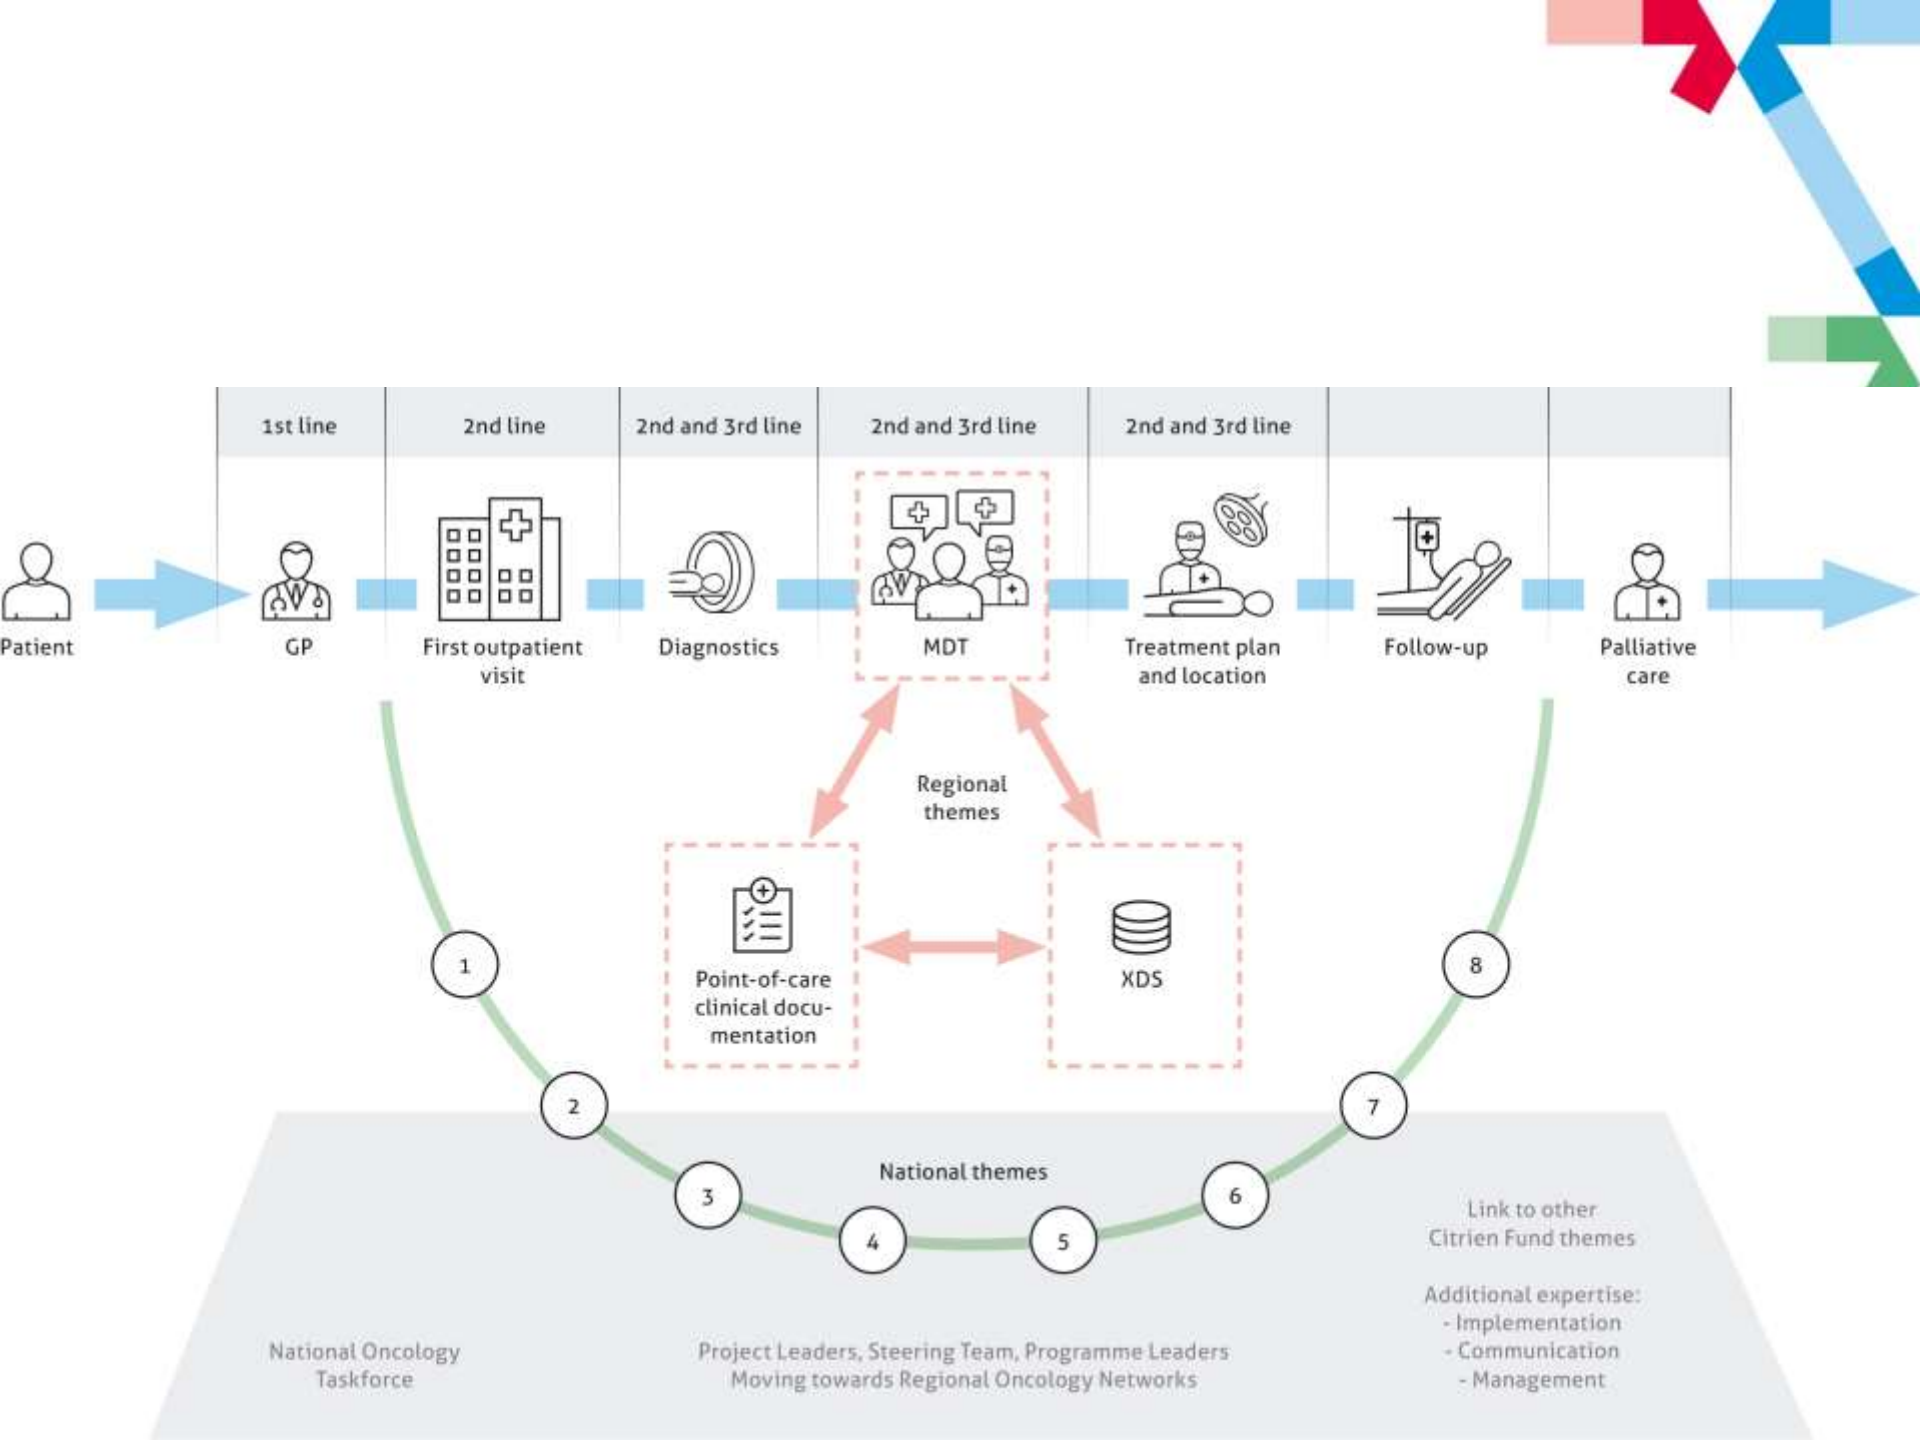 1st line
2nd line
2nd and 3rd line
2nd and 3rd line
2nd and 3rd line
Patient
GP
First outpatient
visit
Diagnostics
MDT
Treatment plan
and location
Follow-up
Palliative
care
Regional
themes
Point-of-care
clinical docu-
mentation
XDS
1
2
3
4
5
6
7
8
National themes
National Oncology
Taskforce
Project Leaders, Steering Team, Programme Leaders
Moving towards Regional Oncology Networks
Link to other
Citrien Fund themes
Additional expertise:
- Implementation
- Communication
- Management